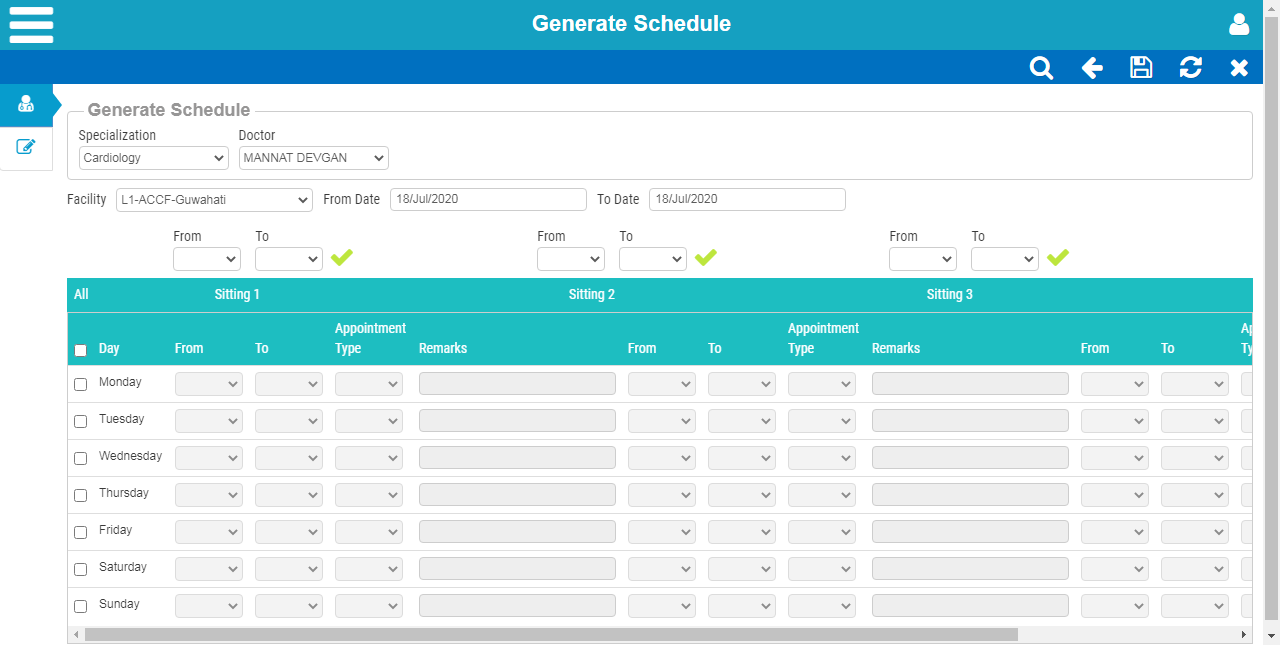 Generate Schedule
Generate Schedule
Specialization Doctor
Cardiology MANNAT DEVGAN
Facility L1-ACCF-Guwahati From Date 18/Jul/2020 To Date 18/Jul/2020
From To From To From To
All Sitting 1 Sitting 2 Sitting 3
Day From To Appointment Type Remarks From To Appointment Type Remarks From To
Monday
Tuesday
Wednesday
Thursday
Friday
Saturday
Sunday